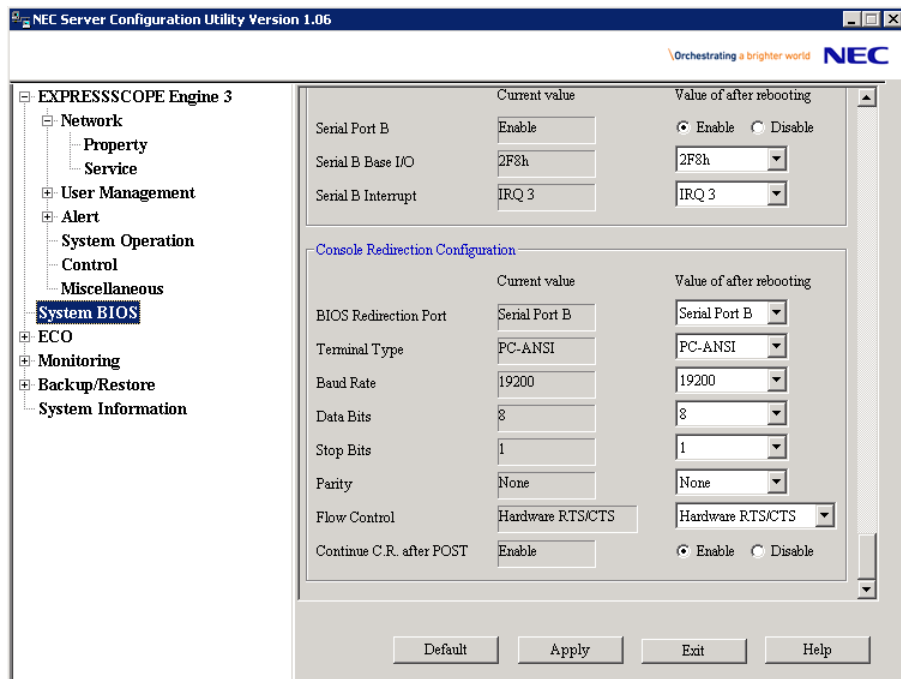 NEC Server Configuration Utility Version 1.06
\Orchestrating a brighter world NEC
EXPRESSSCOPE Engine 3
Network
Property
Service
User Management
Alert
System Operation
Control
Miscellaneous
System BIOS
ECO
Monitoring
Backup/Restore
System Information
Current value Value of after rebooting
Serial Port B Enable Enable Disable
Serial B Base I/O 2F8h 2F8h
Serial B Interrupt IRQ 3 IRQ 3
Console Redirection Configuration
Current value Value of after rebooting
BIOS Redirection Port Serial Port B Serial Port B
Terminal Type PC-ANSI PC-ANSI
Baud Rate 19200 19200
Data Bits 8 8
Stop Bits 1 1
Parity None None
Flow Control Hardware RTS/CTS Hardware RTS/CTS
Continue C.R. after POST Enable Enable Disable
Default Apply Exit Help